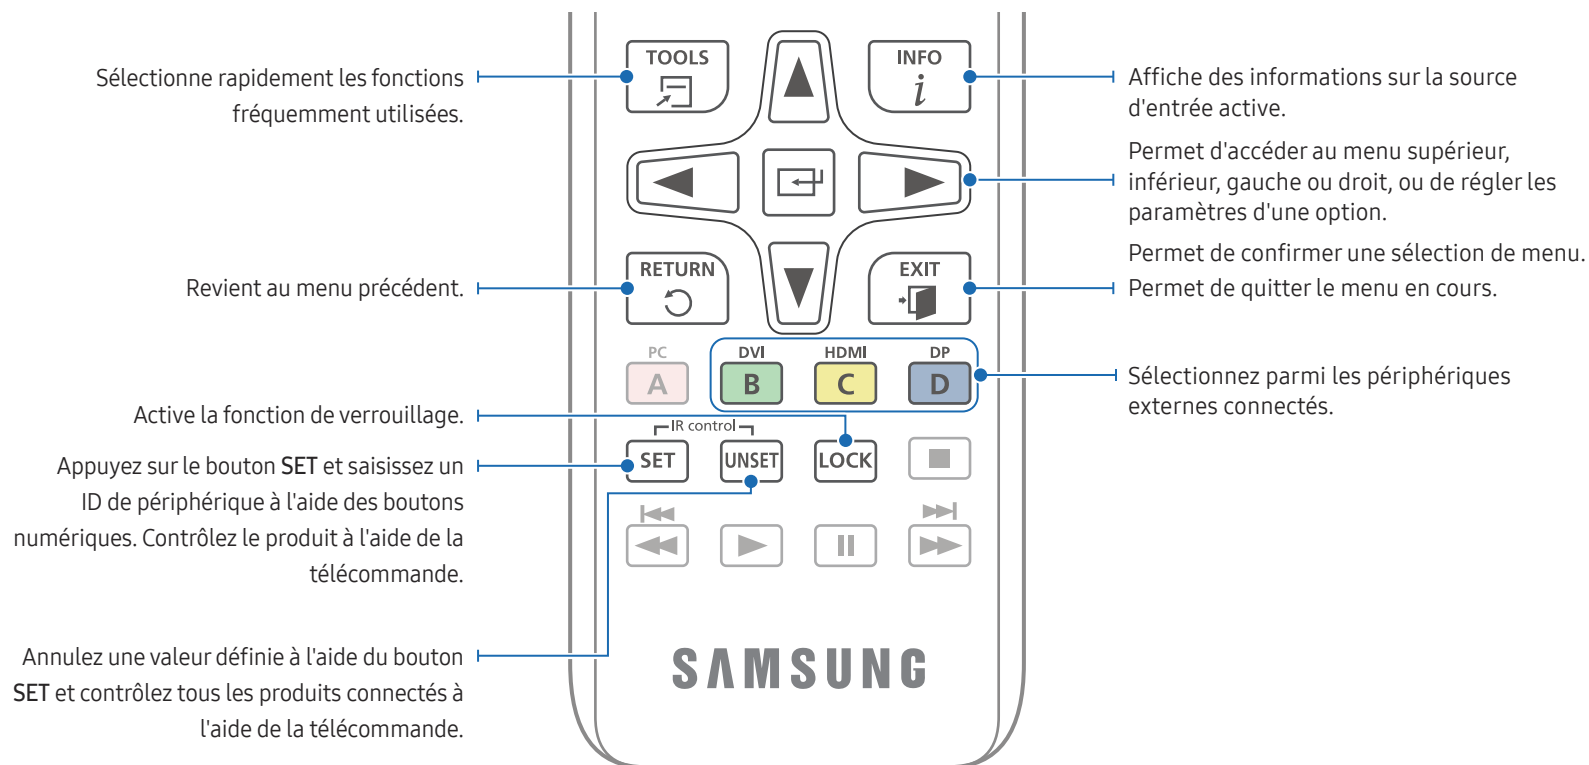 Sélectionne rapidement les fonctions
fréquemment utilisées.
Revient au menu précédent.
Active la fonction de verrouillage.
Appuyez sur le bouton SET et saisissez un
ID de périphérique à l'aide des boutons
numériques. Contrôlez le produit à l'aide de la
télécommande.
Annulez une valeur définie à l'aide du bouton
SET et contrôlez tous les produits connectés à
l'aide de la télécommande.
TOOLS
INFO
i
RETURN
EXIT
PC
DVI
HDMI
DP
A
B
C
D
IR control
SET
UNSET
LOCK
SAMSUNG
Affiche des informations sur la source
d'entrée active.
Permet d'accéder au menu supérieur,
inférieur, gauche ou droit, ou de régler les
paramètres d'une option.
Permet de confirmer une sélection de menu.
Permet de quitter le menu en cours.
Sélectionnez parmi les périphériques
externes connectés.